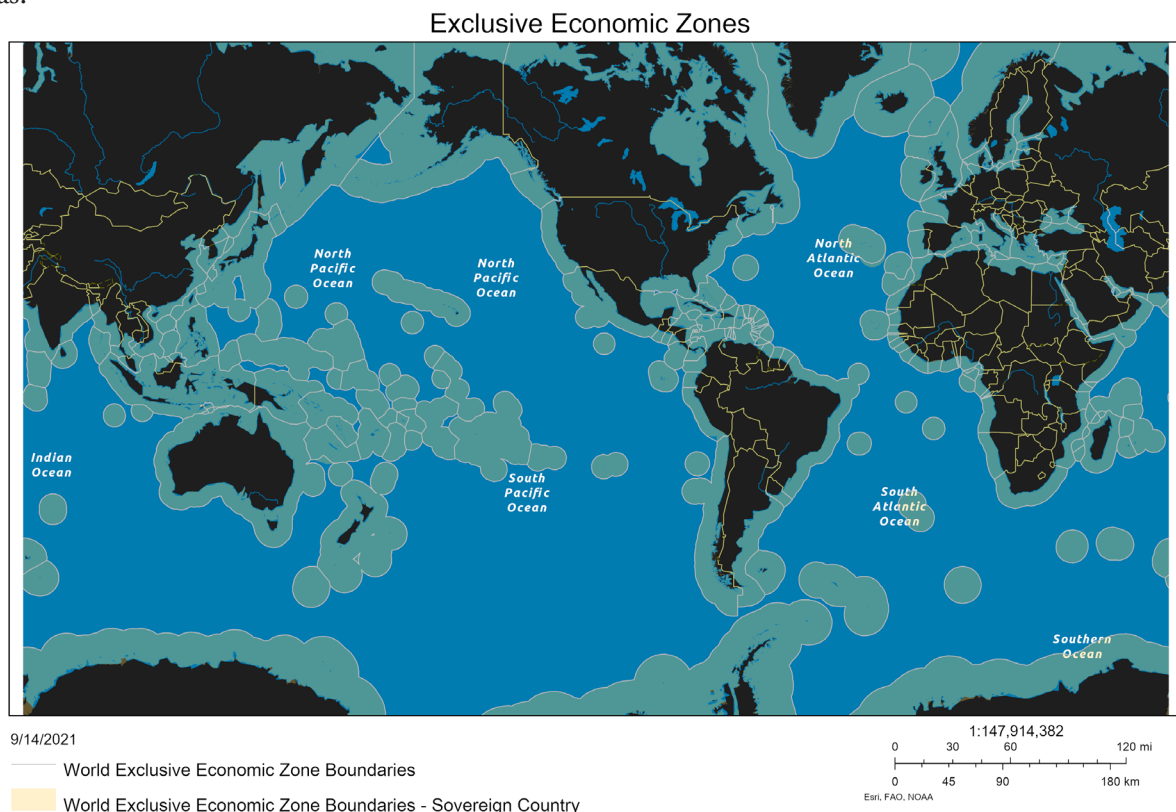 as.
Exclusive Economic Zones
North
Pacific
Ocean
North
Pacific
Ocean
North
Atlantic
Ocean
Indian
Ocean
South
Pacific
Ocean
South
Atlantic
Ocean
Southern
Ocean
9/14/2021
1:147,914,382
0 30 60 120 mi
0 45 90 180 km
Esri, FAO, NOAA
World Exclusive Economic Zone Boundaries
World Exclusive Economic Zone Boundaries - Sovereign Country